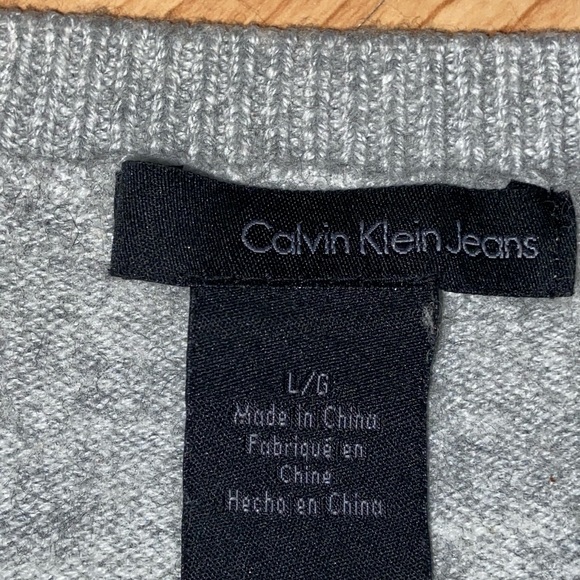 Calvin Klein Jeans
L/G
Made in China
Fabriqué en
Chine
Hecho en China